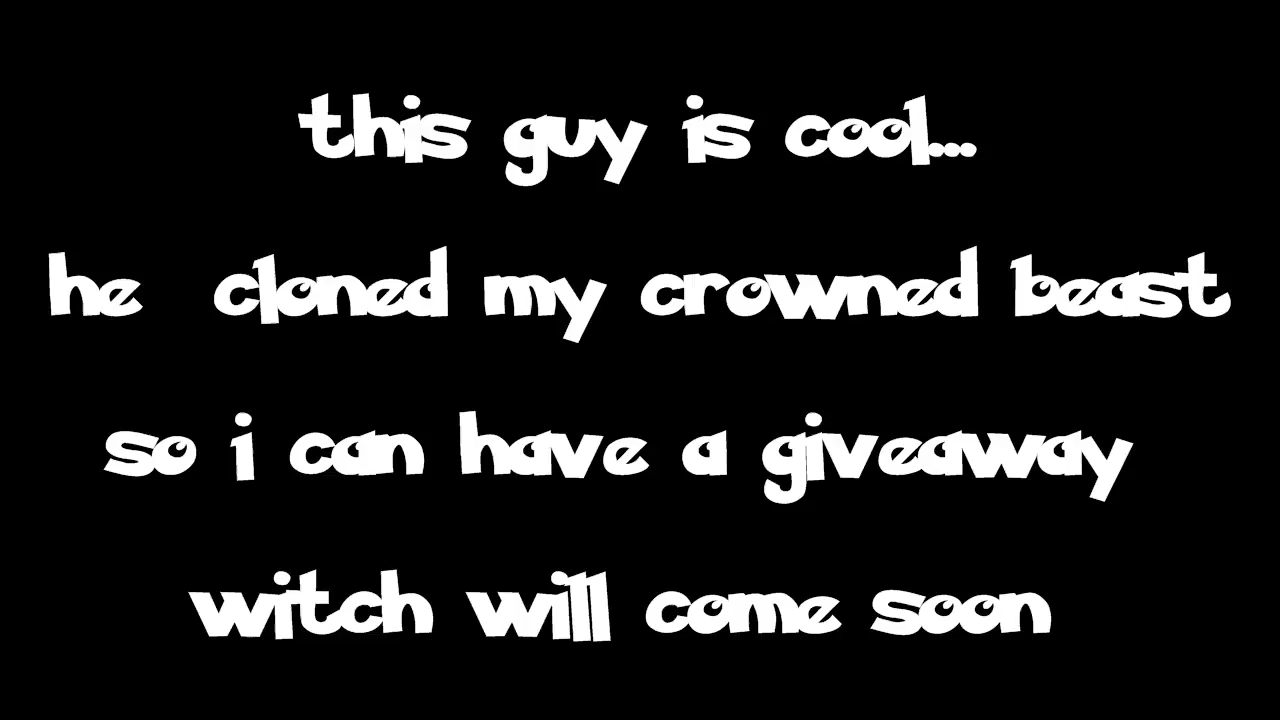 this guy is cool...
he cloned my crowned beast
so i can have a giveaway
witch will come soon